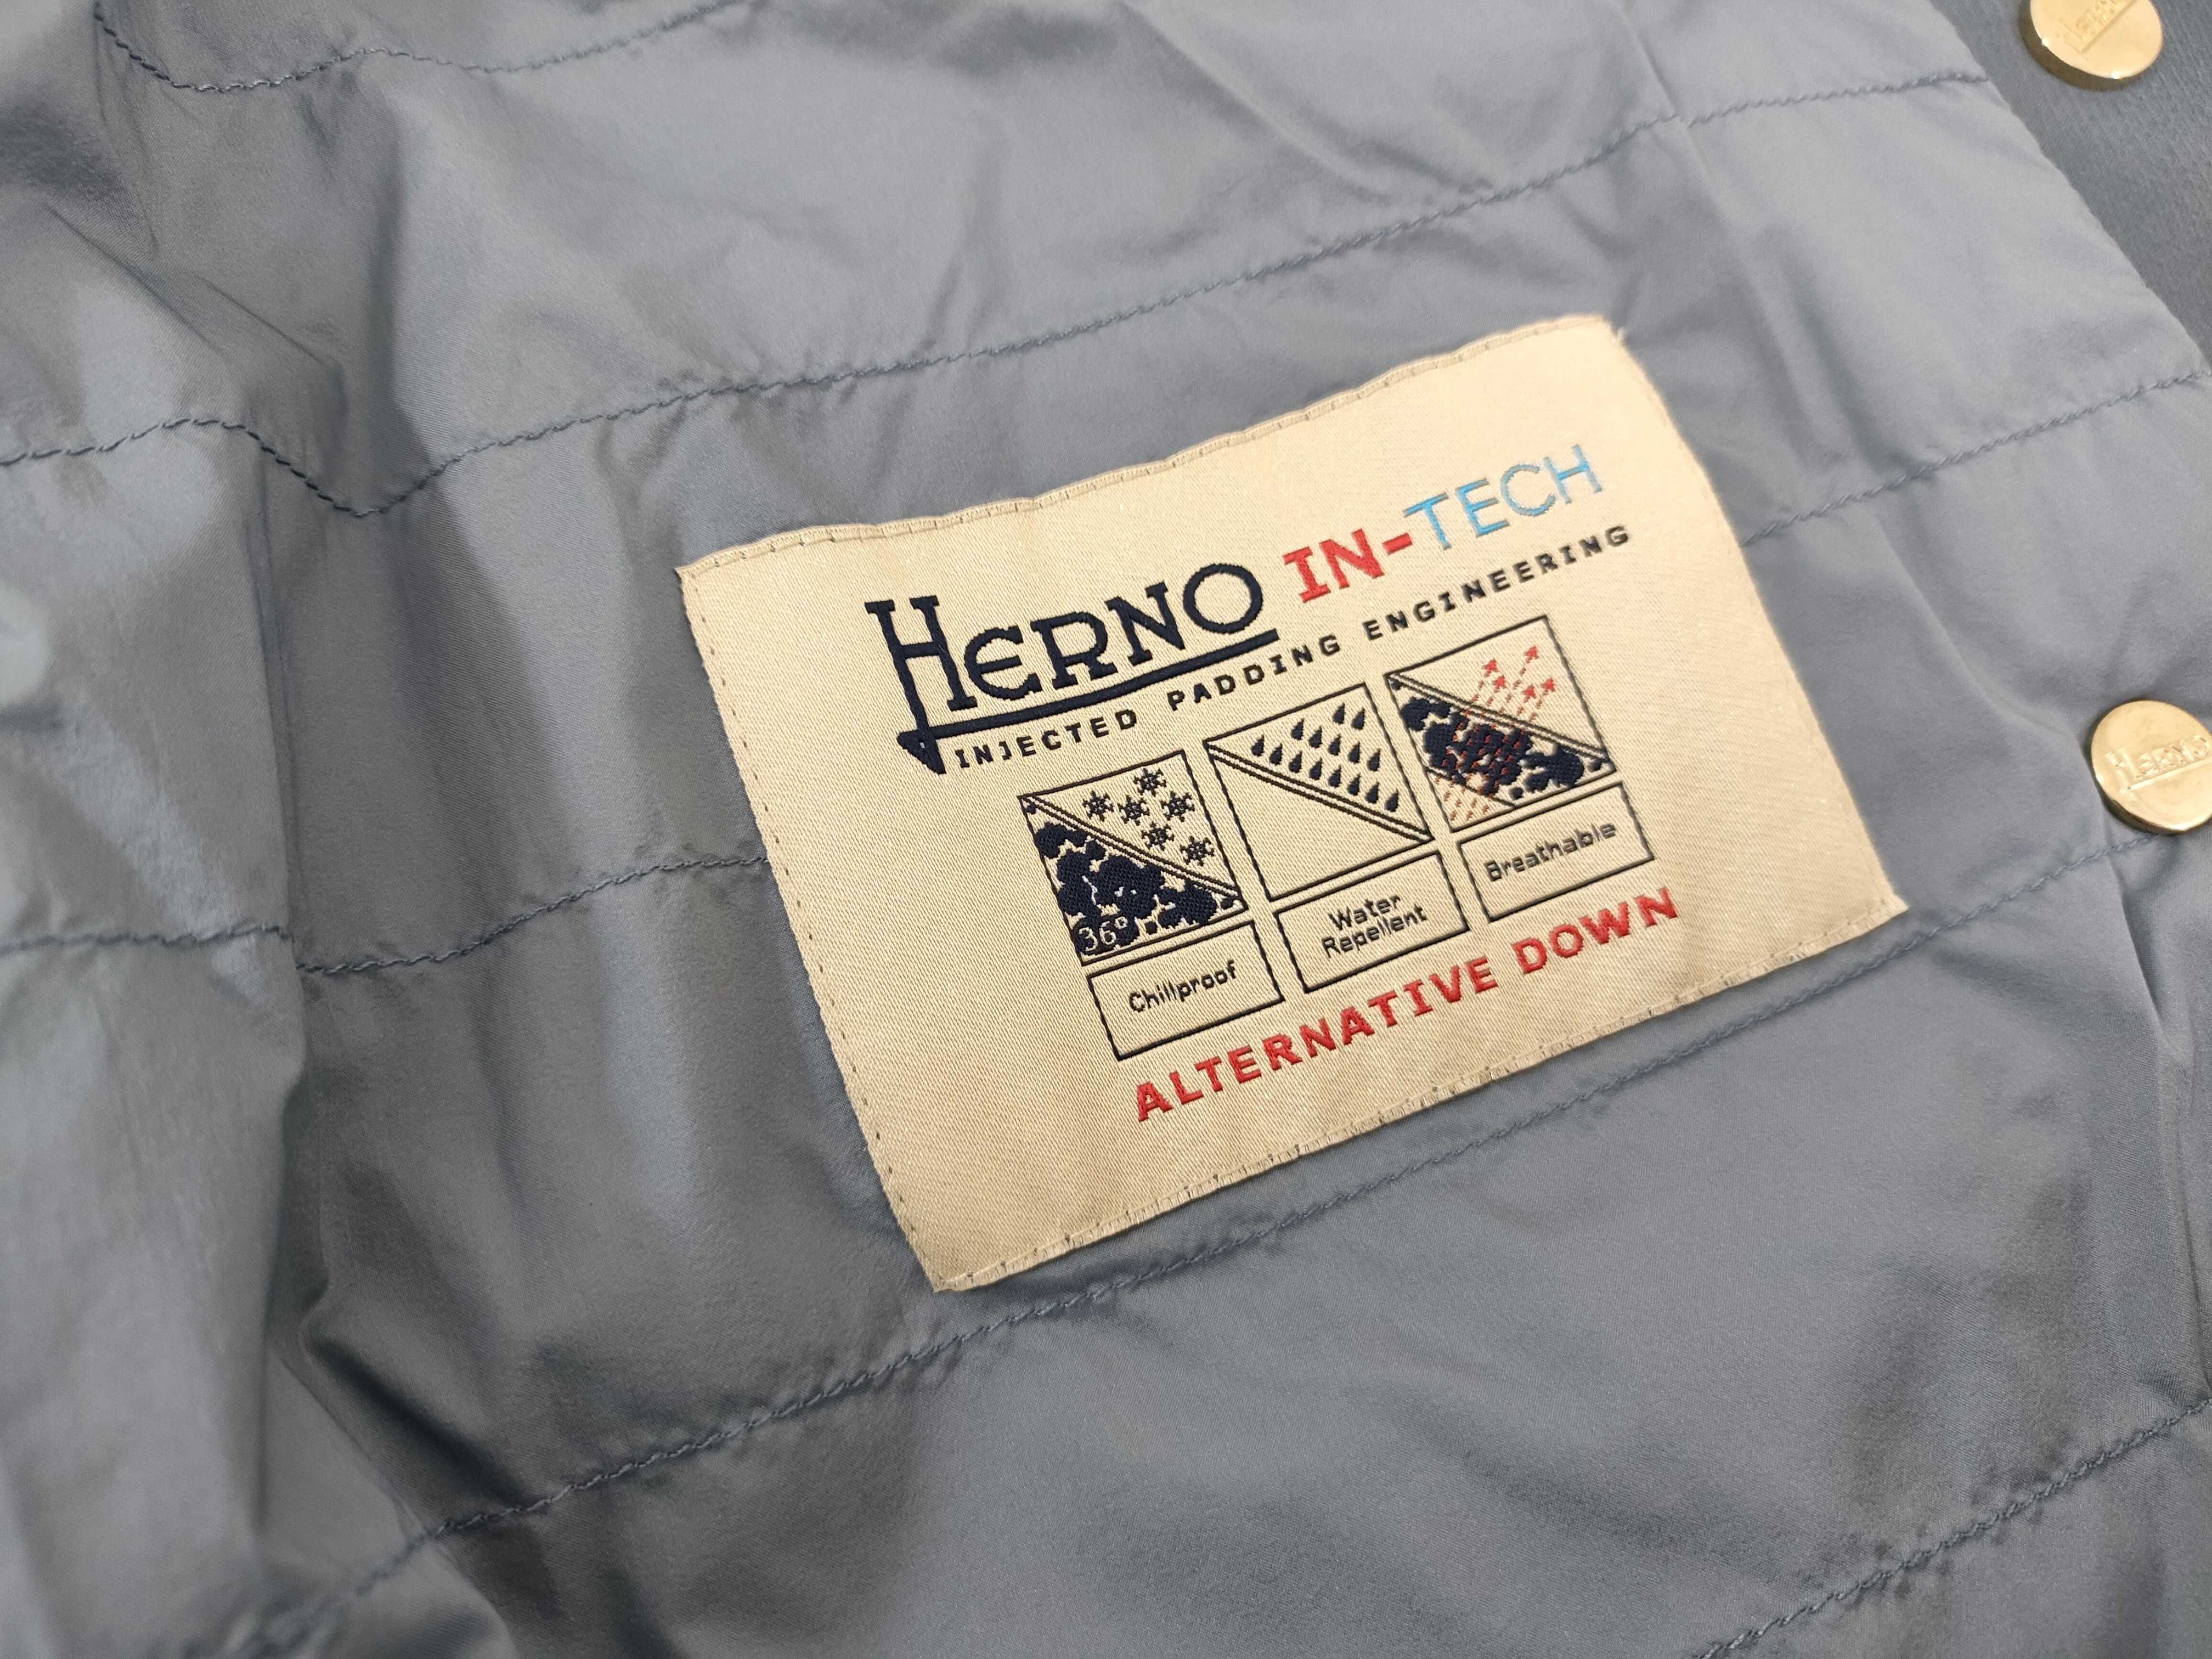 HERNO IN-TECH
INJECTED PADDING ENGINEERING
36°
Chillproof
Water
Repellent
Breathable
ALTERNATIVE DOWN
HERNO
HERNO